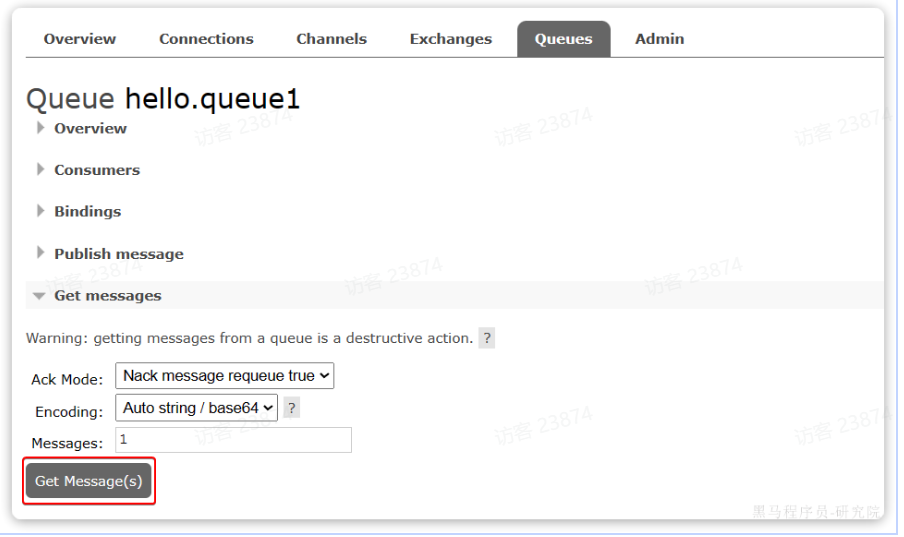 Overview Connections Channels Exchanges Queues Admin
Queue hello.queue1
Overview
访客 23874 访客 23874 访客 23874
Consumers
Bindings
Publish message
访客 23874 访客 23874 访客 23874
Get messages
Warning: getting messages from a queue is a destructive action. ?
Ack Mode: Nack message requeue true
Encoding: Auto string / base64 ?
访客 23874 访客 23874 访客 23874
Messages: 1
Get Message(s)
黑马程序员-研究院